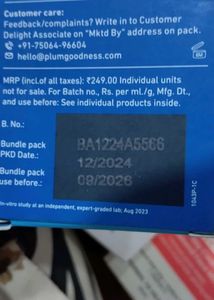 Customer care:
Feedback/complaints? Write in to Customer
Delight Associate on "Mktd By" address on pack.
+91-75064-96604
hello@plumgoodness.com
MRP (incl.of all taxes): ₹249.00 Individual units
not for sale. For Batch no., Rs. per ml./g, Mfg. Dt.,
and use before: See individual products inside.
B. No.:
BA1224A5566
Bundle pack
PKD Date:
12/2024
Bundle pack
use before:
08/2026
In-vitro study at an independent, expert-graded lab; Aug 2023
1043P-1C